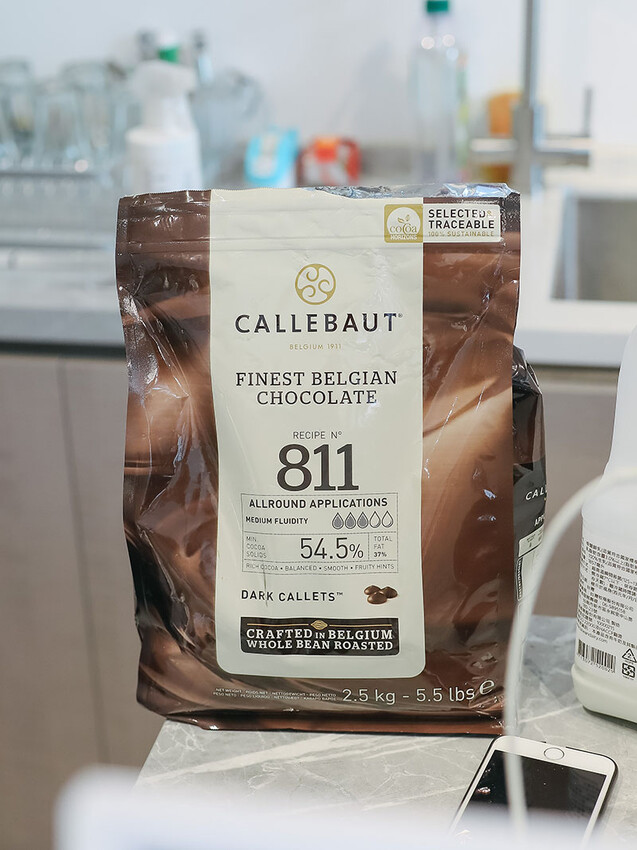 SELECTED &
TRACEABLE
100% SUSTAINABLE
cocoa
HORIZONS
CALLEBAUT®
BELGIUM 1911
FINEST BELGIAN
CHOCOLATE
RECIPE N°
811
ALLROUND APPLICATIONS
MEDIUM FLUIDITY
MIN.
COCOA
SOLIDS
54.5%
TOTAL
FAT
37%
RICH COCOA • BALANCED • SMOOTH • FRUITY HINTS
DARK CALLETS™
CRAFTED IN BELGIUM
WHOLE BEAN ROASTED
2.5 kg - 5.5 lbs e
CAL